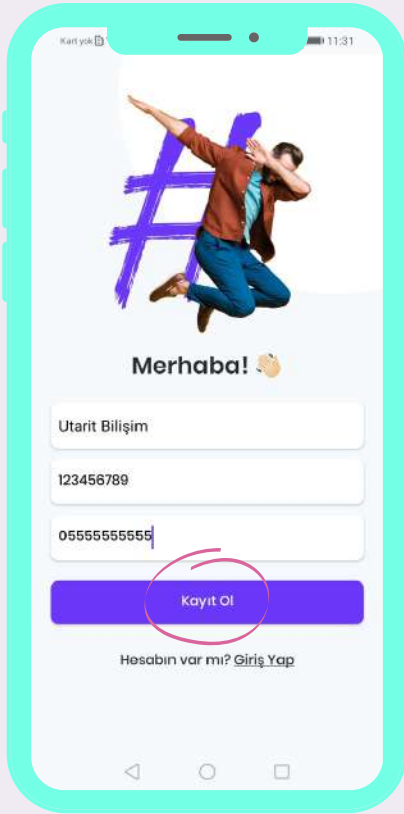 Kart yok 11:31
Merhaba! 👋
Utarit Bilişim
123456789
05555555555
Kayıt Ol
Hesabın var mı? Giriş Yap